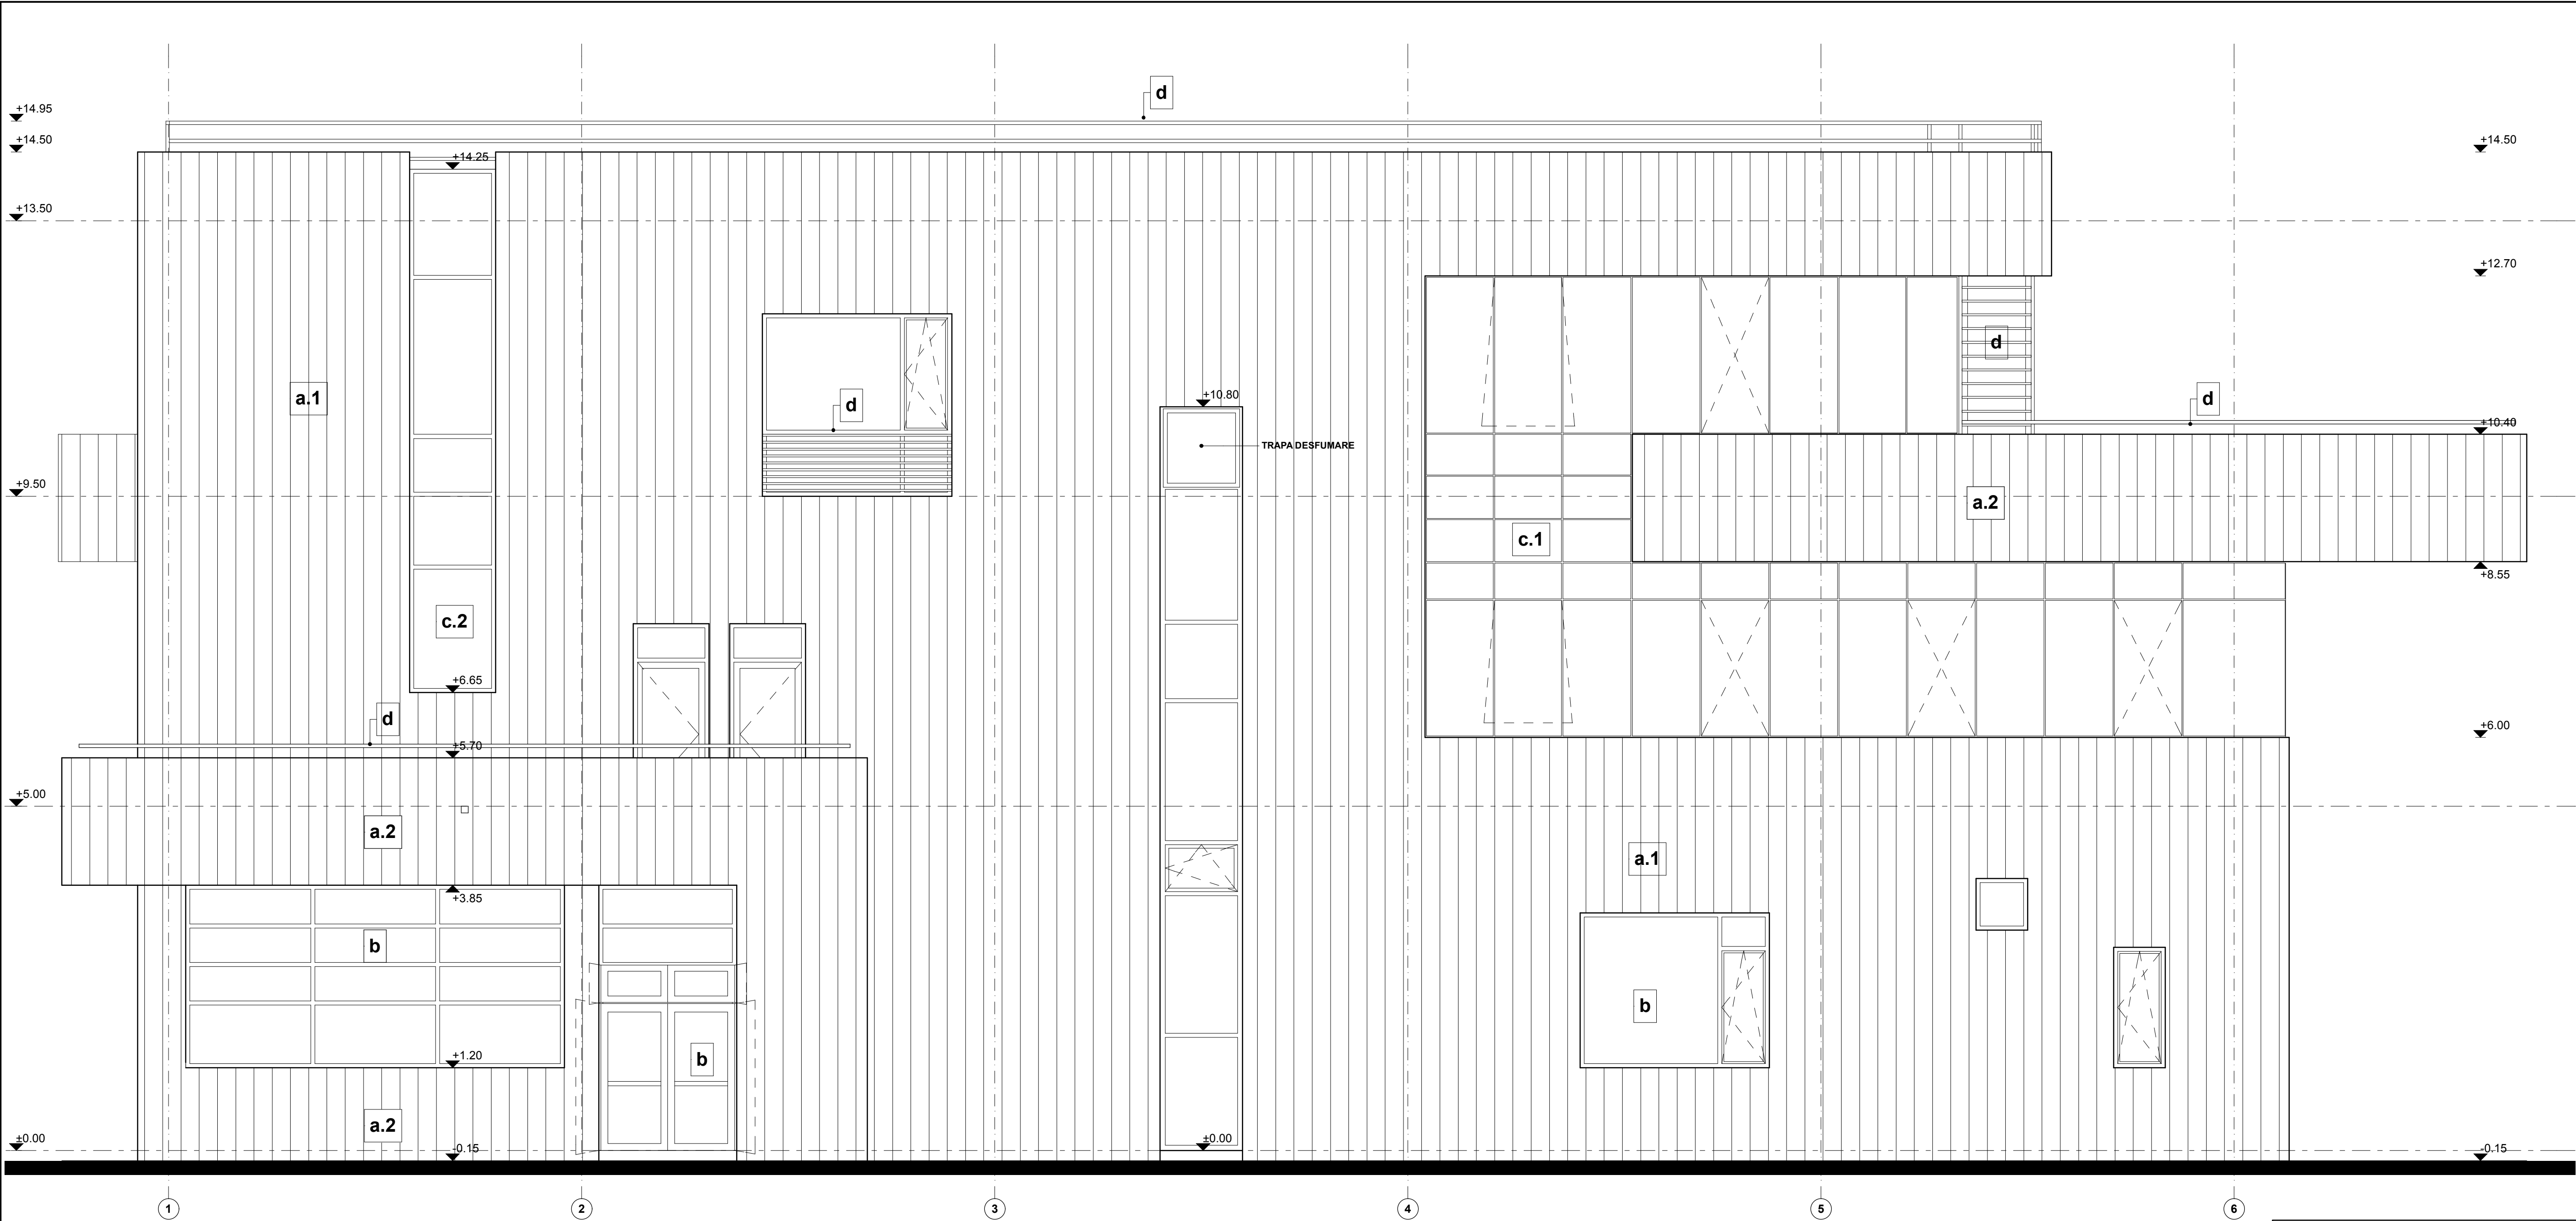 d
+14.95
+14.50
+14.50
+14.25
+13.50
+12.70
d
a.1
d
d
+10.80
+10.40
TRAPA DESFUMARE
+9.50
a.2
c.1
+8.55
c.2
+6.65
d
+6.00
+5.70
+5.00
a.2
a.1
+3.85
b
b
+1.20
b
a.2
±0.00
±0.00
-0.15
-0.15
1
2
3
4
5
6